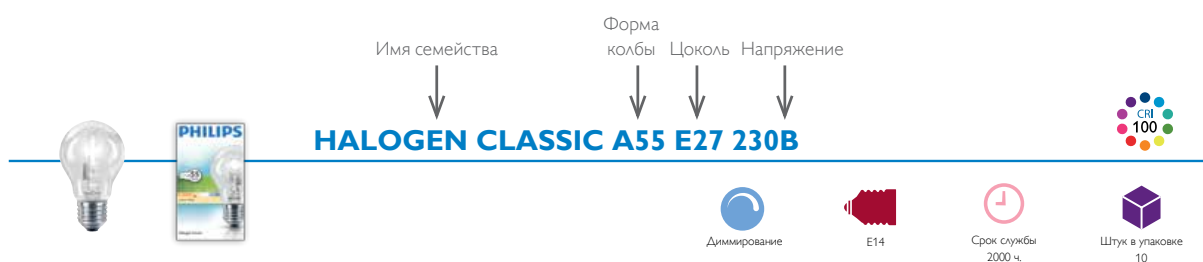 Форма
Имя семейства
колбы
Цоколь
Напряжение
PHILIPS
HALOGEN CLASSIC A55 E27 230В
CRI
100
Диммирование
E14
Срок службы
2000 ч.
Штук в упаковке
10